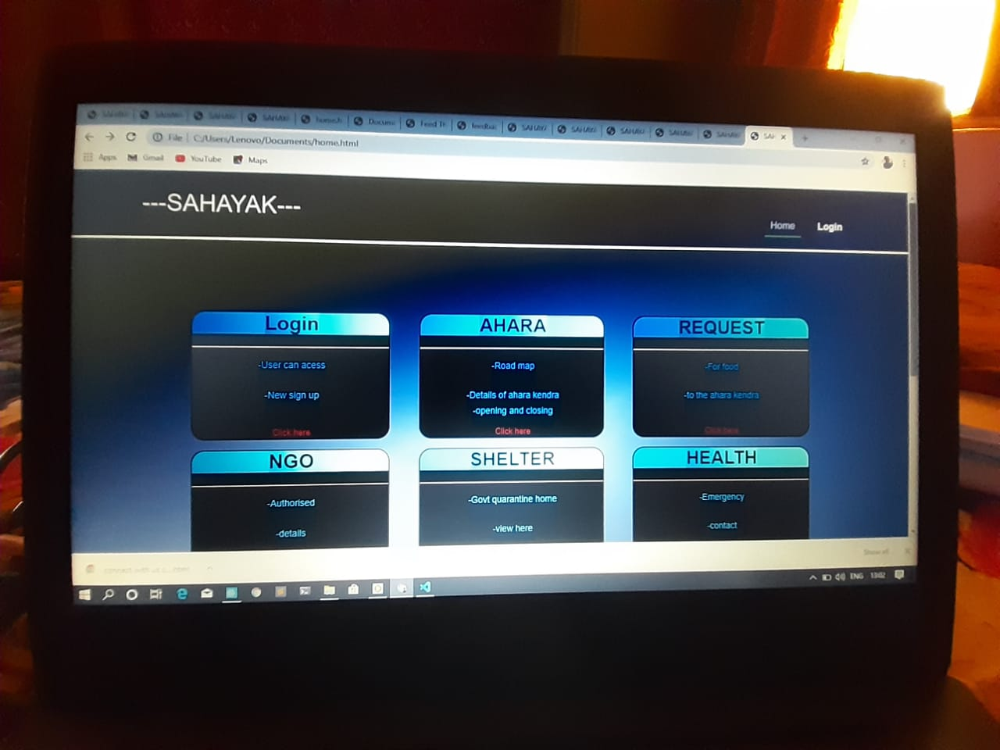 File | C:/Users/Lenovo/Documents/home.html
Apps Gmail YouTube Maps
---SAHAYAK---
Home Login
Login
-User can acess
-New sign up
Click here
AHARA
-Road map
-Details of ahara kendra
-opening and closing
Click here
REQUEST
-For food
-to the ahara kendra
Click here
NGO
-Authorised
-details
SHELTER
-Govt quarantine home
-view here
HEALTH
-Emergency
-contact
Show all
ENG 13:02